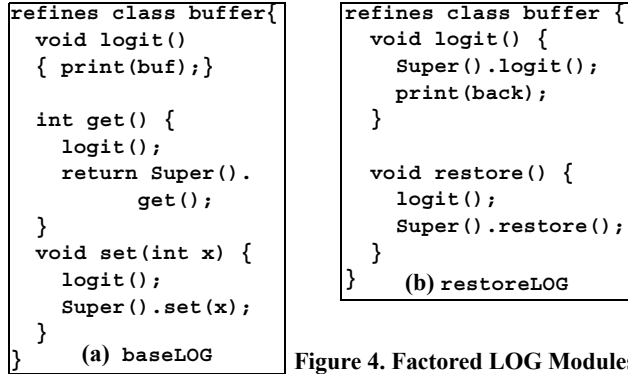 refines class buffer{
void logit()
{ print(buf);}
int get() {
logit();
return Super().
get();
}
void set(int x) {
logit();
Super().set(x);
}
} (a) baseLOG
refines class buffer {
void logit() {
Super().logit();
print(back);
}
void restore() {
logit();
Super().restore();
}
} (b) restoreLOG
Figure 4. Factored LOG Modules